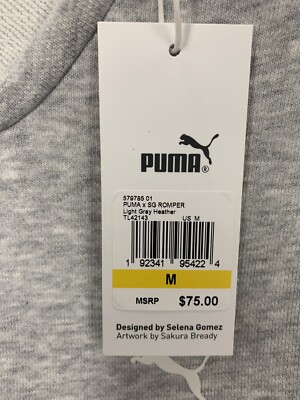 PUMA®
579785 01
PUMA x SG ROMPER
Light Gray Heather
TL42143 US M
1 92341 95422 4
M
MSRP $75.00
Designed by Selena Gomez
Artwork by Sakura Bready